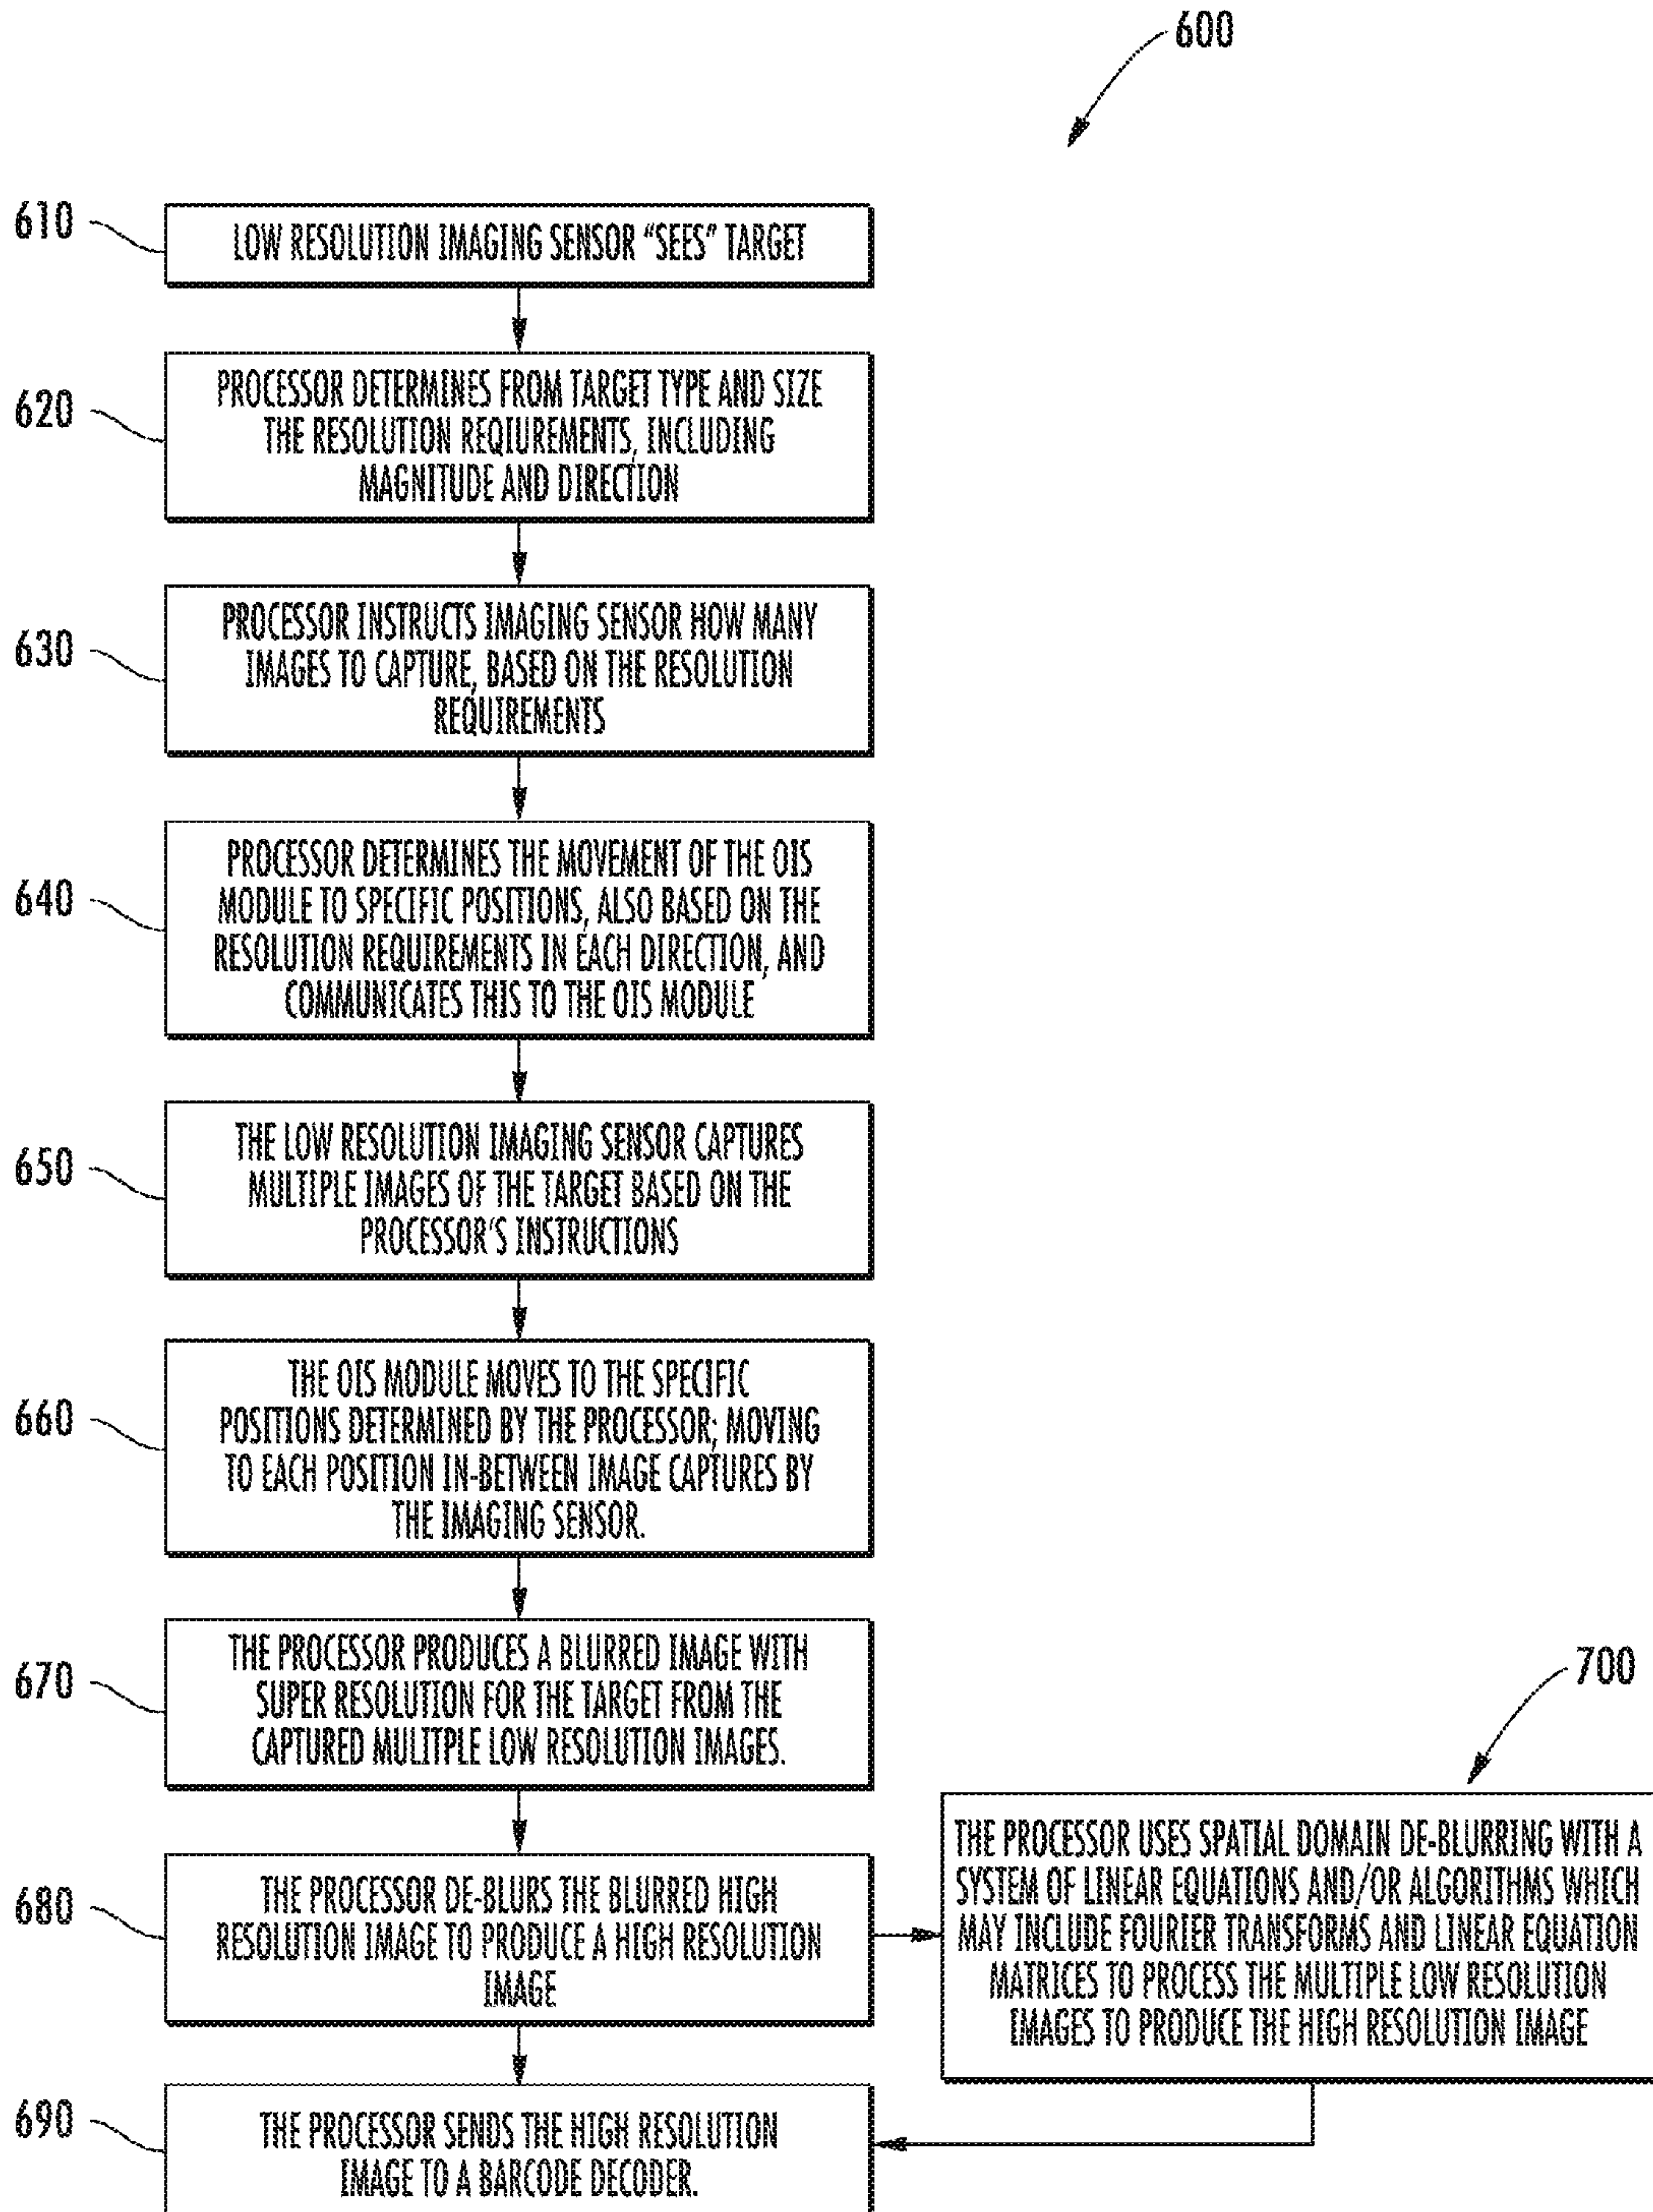 600
610
LOW RESOLUTION IMAGING SENSOR "SEES" TARGET
620
PROCESSOR DETERMINES FROM TARGET TYPE AND SIZE
THE RESOLUTION REQIUREMENTS, INCLUDING
MAGNITUDE AND DIRECTION
630
PROCESSOR INSTRUCTS IMAGING SENSOR HOW MANY
IMAGES TO CAPTURE, BASED ON THE RESOLUTION
REQUIREMENTS
640
PROCESSOR DETERMINES THE MOVEMENT OF THE OIS
MODULE TO SPECIFIC POSITIONS, ALSO BASED ON THE
RESOLUTION REQUIREMENTS IN EACH DIRECTION, AND
COMMUNICATES THIS TO THE OIS MODULE
650
THE LOW RESOLUTION IMAGING SENSOR CAPTURES
MULTIPLE IMAGES OF THE TARGET BASED ON THE
PROCESSOR'S INSTRUCTIONS
660
THE OIS MODULE MOVES TO THE SPECIFIC
POSITIONS DETERMINED BY THE PROCESSOR; MOVING
TO EACH POSITION IN-BETWEEN IMAGE CAPTURES BY
THE IMAGING SENSOR.
670
THE PROCESSOR PRODUCES A BLURRED IMAGE WITH
SUPER RESOLUTION FOR THE TARGET FROM THE
CAPTURED MULITPLE LOW RESOLUTION IMAGES.
680
THE PROCESSOR DE-BLURS THE BLURRED HIGH
RESOLUTION IMAGE TO PRODUCE A HIGH RESOLUTION
IMAGE
700
THE PROCESSOR USES SPATIAL DOMAIN DE-BLURRING WITH A
SYSTEM OF LINEAR EQUATIONS AND/OR ALGORITHMS WHICH
MAY INCLUDE FOURIER TRANSFORMS AND LINEAR EQUATION
MATRICES TO PROCESS THE MULTIPLE LOW RESOLUTION
IMAGES TO PRODUCE THE HIGH RESOLUTION IMAGE
690
THE PROCESSOR SENDS THE HIGH RESOLUTION
IMAGE TO A BARCODE DECODER.